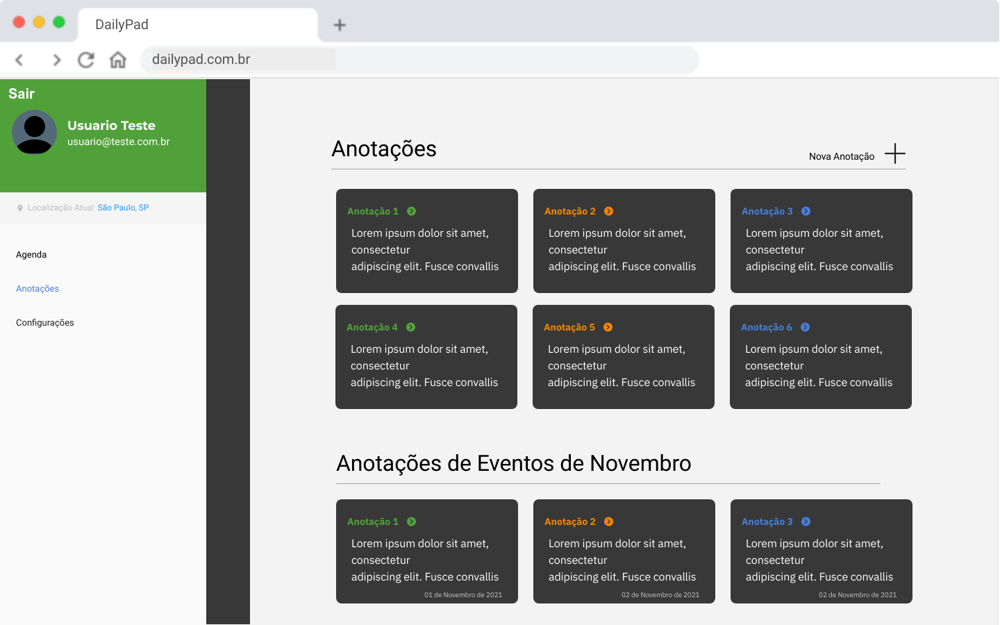 DailyPad
dailypad.com.br
Sair
Usuario Teste
usuario@teste.com.br
Localização Atual: São Paulo, SP
Agenda
Anotações
Configurações
Anotações
Nova Anotação
Anotação 1
Lorem ipsum dolor sit amet,
consectetur
adipiscing elit. Fusce convallis
Anotação 2
Lorem ipsum dolor sit amet,
consectetur
adipiscing elit. Fusce convallis
Anotação 3
Lorem ipsum dolor sit amet,
consectetur
adipiscing elit. Fusce convallis
Anotação 4
Lorem ipsum dolor sit amet,
consectetur
adipiscing elit. Fusce convallis
Anotação 5
Lorem ipsum dolor sit amet,
consectetur
adipiscing elit. Fusce convallis
Anotação 6
Lorem ipsum dolor sit amet,
consectetur
adipiscing elit. Fusce convallis
Anotações de Eventos de Novembro
Anotação 1
Lorem ipsum dolor sit amet,
consectetur
adipiscing elit. Fusce convallis
01 de Novembro de 2021
Anotação 2
Lorem ipsum dolor sit amet,
consectetur
adipiscing elit. Fusce convallis
02 de Novembro de 2021
Anotação 3
Lorem ipsum dolor sit amet,
consectetur
adipiscing elit. Fusce convallis
02 de Novembro de 2021